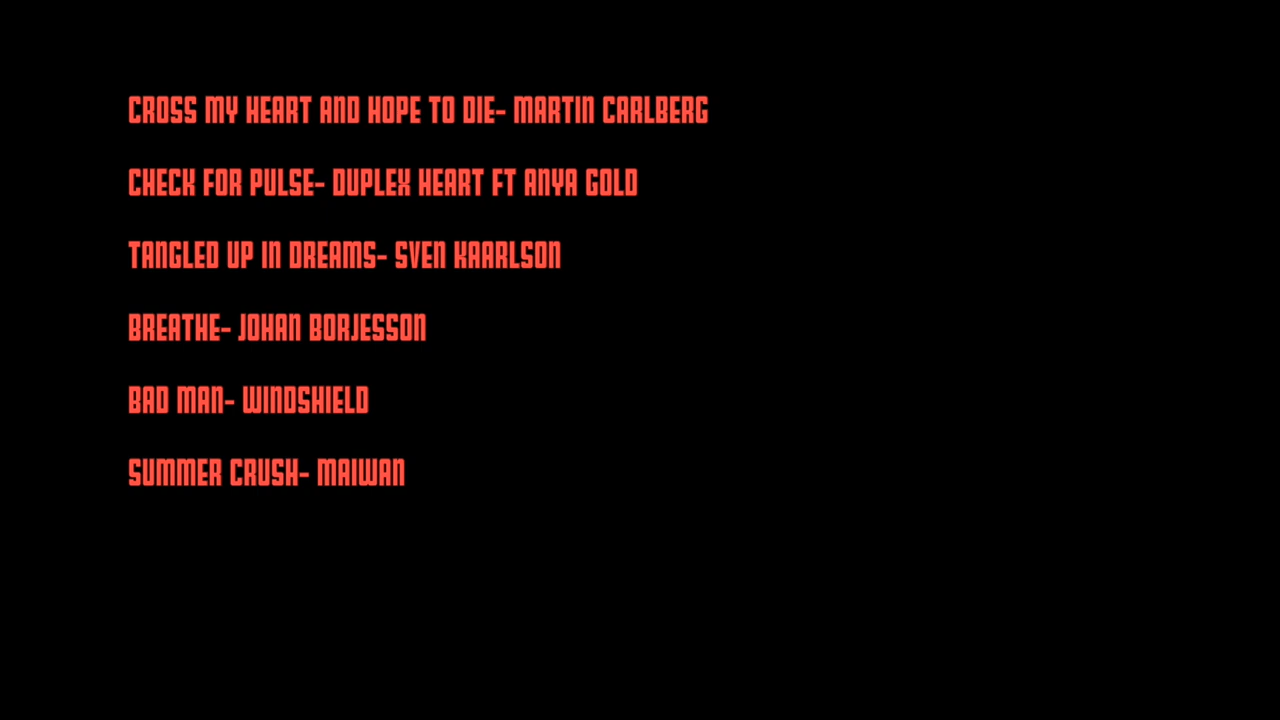 CROSS MY HEART AND HOPE TO DIE- MARTIN CARLBERG
CHECK FOR PULSE- DUPLEX HEART FT ANYA GOLD
TANGLED UP IN DREAMS- SVEN KAARLSON
BREATHE- JOHAN BORJESSON
BAD MAN- WINDSHIELD
SUMMER CRUSH- MAIWAN